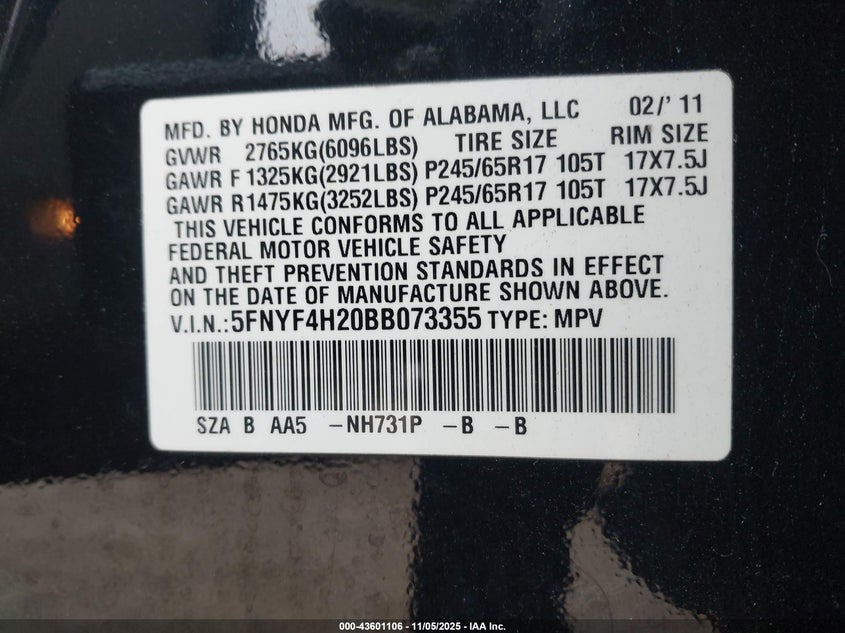 MFD. BY HONDA MFG. OF ALABAMA, LLC 02/'11
GVWR 2765KG(6096LBS) TIRE SIZE RIM SIZE
GAWR F 1325KG(2921LBS) P245/65R17 105T 17X7.5J
GAWR R1475KG(3252LBS) P245/65R17 105T 17X7.5J
THIS VEHICLE CONFORMS TO ALL APPLICABLE
FEDERAL MOTOR VEHICLE SAFETY
AND THEFT PREVENTION STANDARDS IN EFFECT
ON THE DATE OF MANUFACTURE SHOWN ABOVE.
V.I.N.:5FNYF4H20BB073355 TYPE: MPV
SZA B AA5 -NH731P -B -B
000-43601106 - 11/05/2025 - IAA Inc.